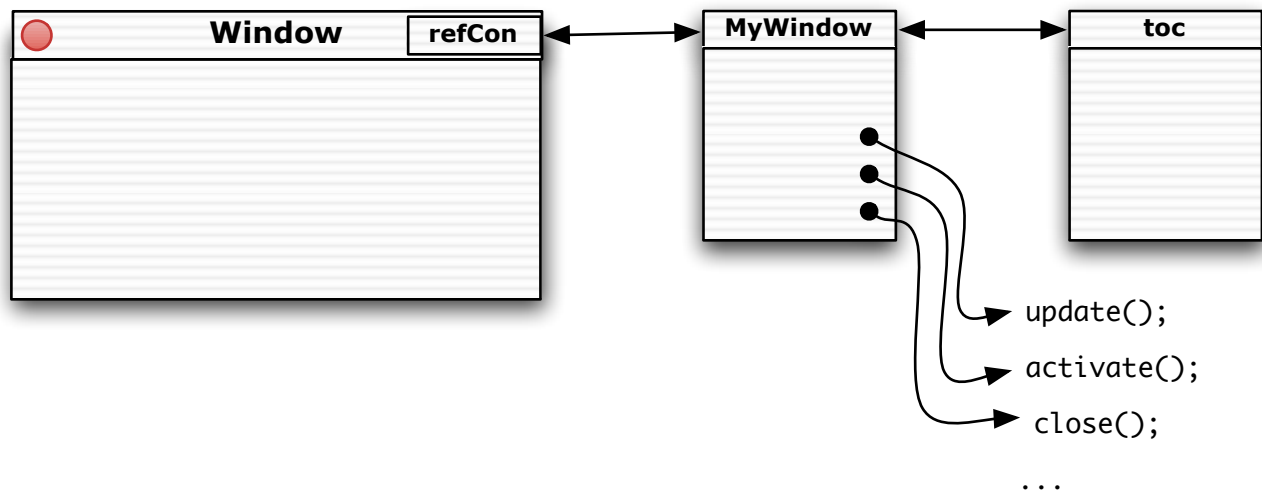 Window
refCon
MyWindow
toc
update();
activate();
close();
...